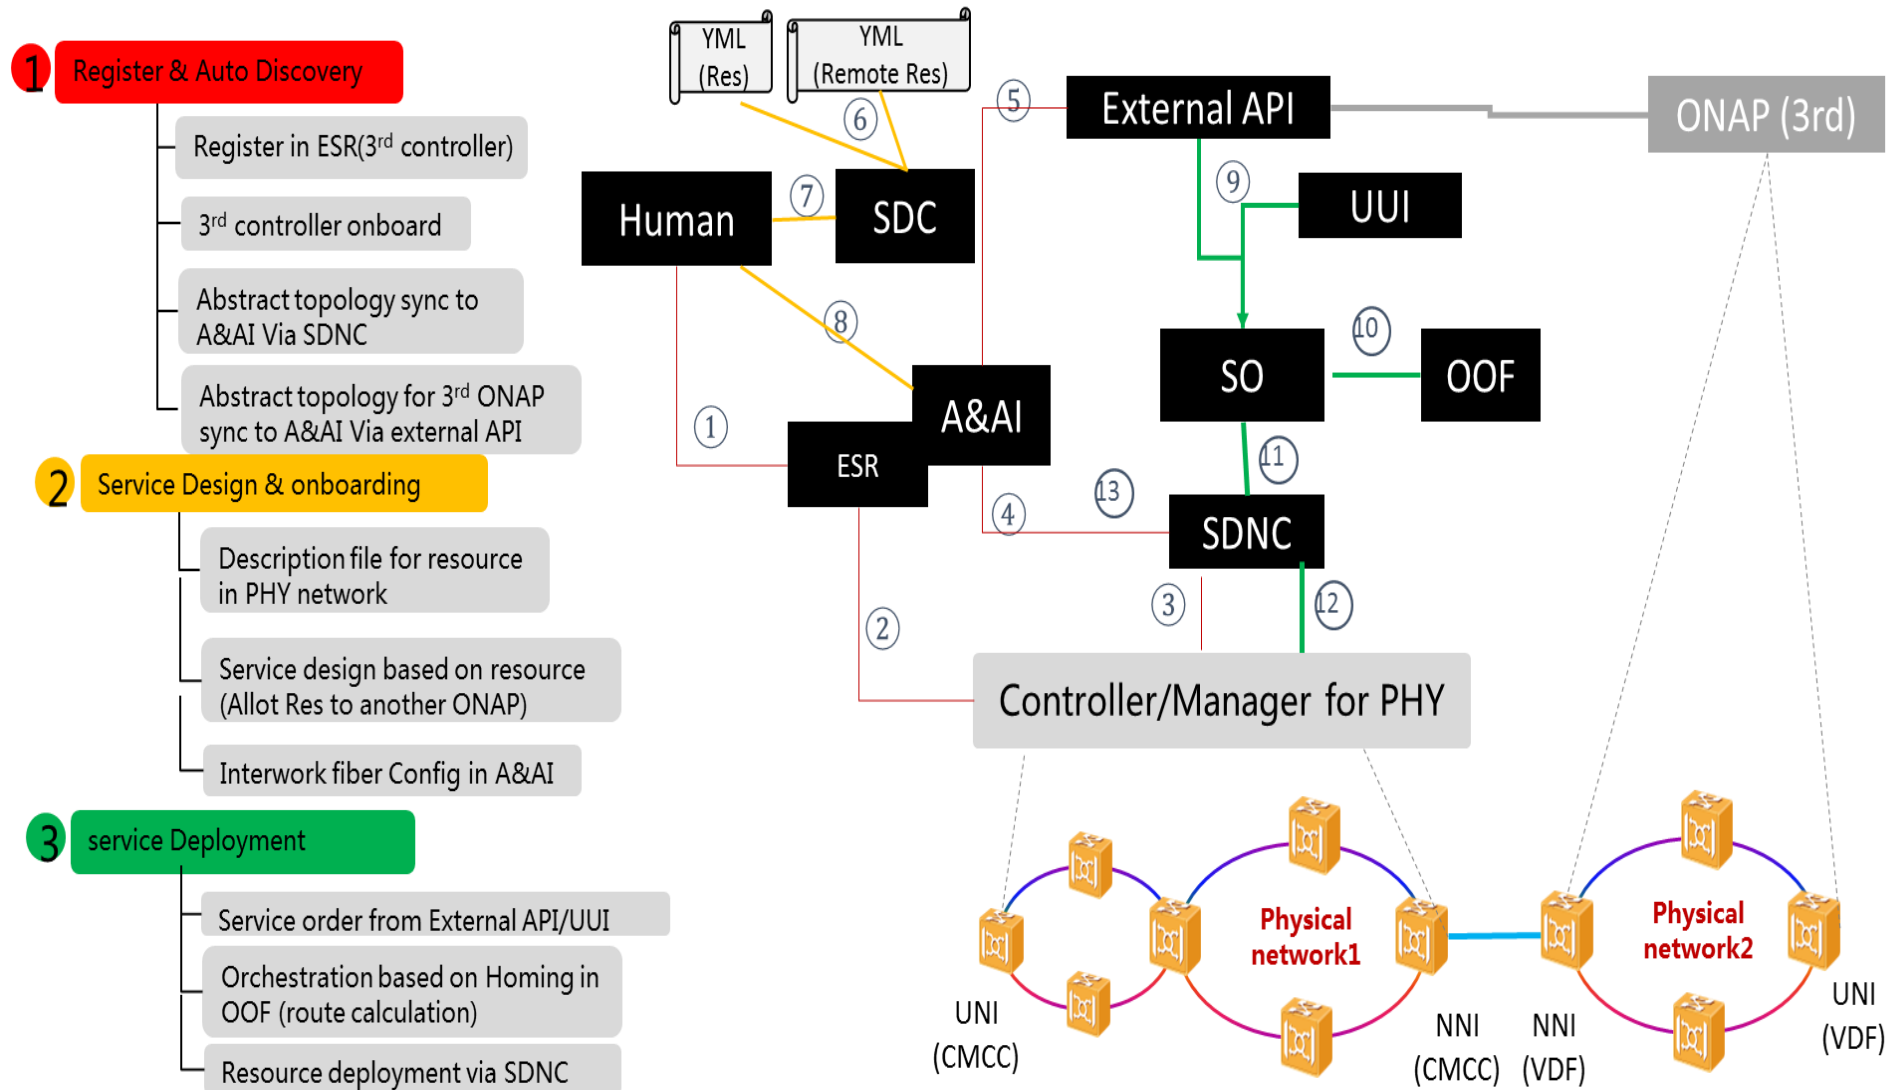 1
Register & Auto Discovery
Register in ESR(3rd controller)
3rd controller onboard
Abstract topology sync to
A&AI Via SDNC
Abstract topology for 3rd ONAP
sync to A&AI Via external API
2
Service Design & onboarding
Description file for resource
in PHY network
Service design based on resource
(Allot Res to another ONAP)
Interwork fiber Config in A&AI
3
service Deployment
Service order from External API/UUI
Orchestration based on Homing in
OOF (route calculation)
Resource deployment via SDNC
YML
(Res)
YML
(Remote Res)
6
5
External API
ONAP (3rd)
Human
7
SDC
9
UUI
8
SO
10
OOF
1
A&AI
ESR
11
13
4
SDNC
2
3
12
Controller/Manager for PHY
Physical
network1
Physical
network2
UNI
(CMCC)
NNI
(CMCC)
NNI
(VDF)
UNI
(VDF)